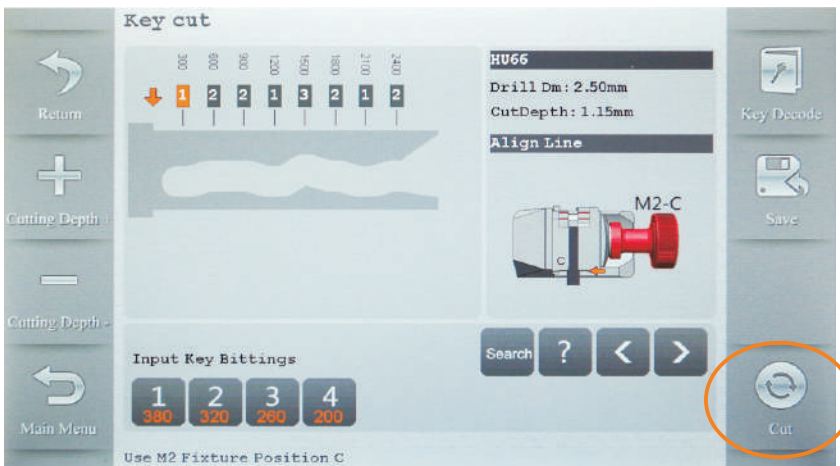 Key cut
Return
Cutting Depth +
Cutting Depth -
Main Menu
300 600 900 1200 1500 1800 2100 2400
1 2 2 1 3 2 1 2
HU66
Drill Dm: 2.50mm
CutDepth: 1.15mm
Align Line
M2-C
C
Input Key Bittings
1 2 3 4
380 320 260 200
Search ? < >
Use M2 Fixture Position C
Key Decode
Save
Cut